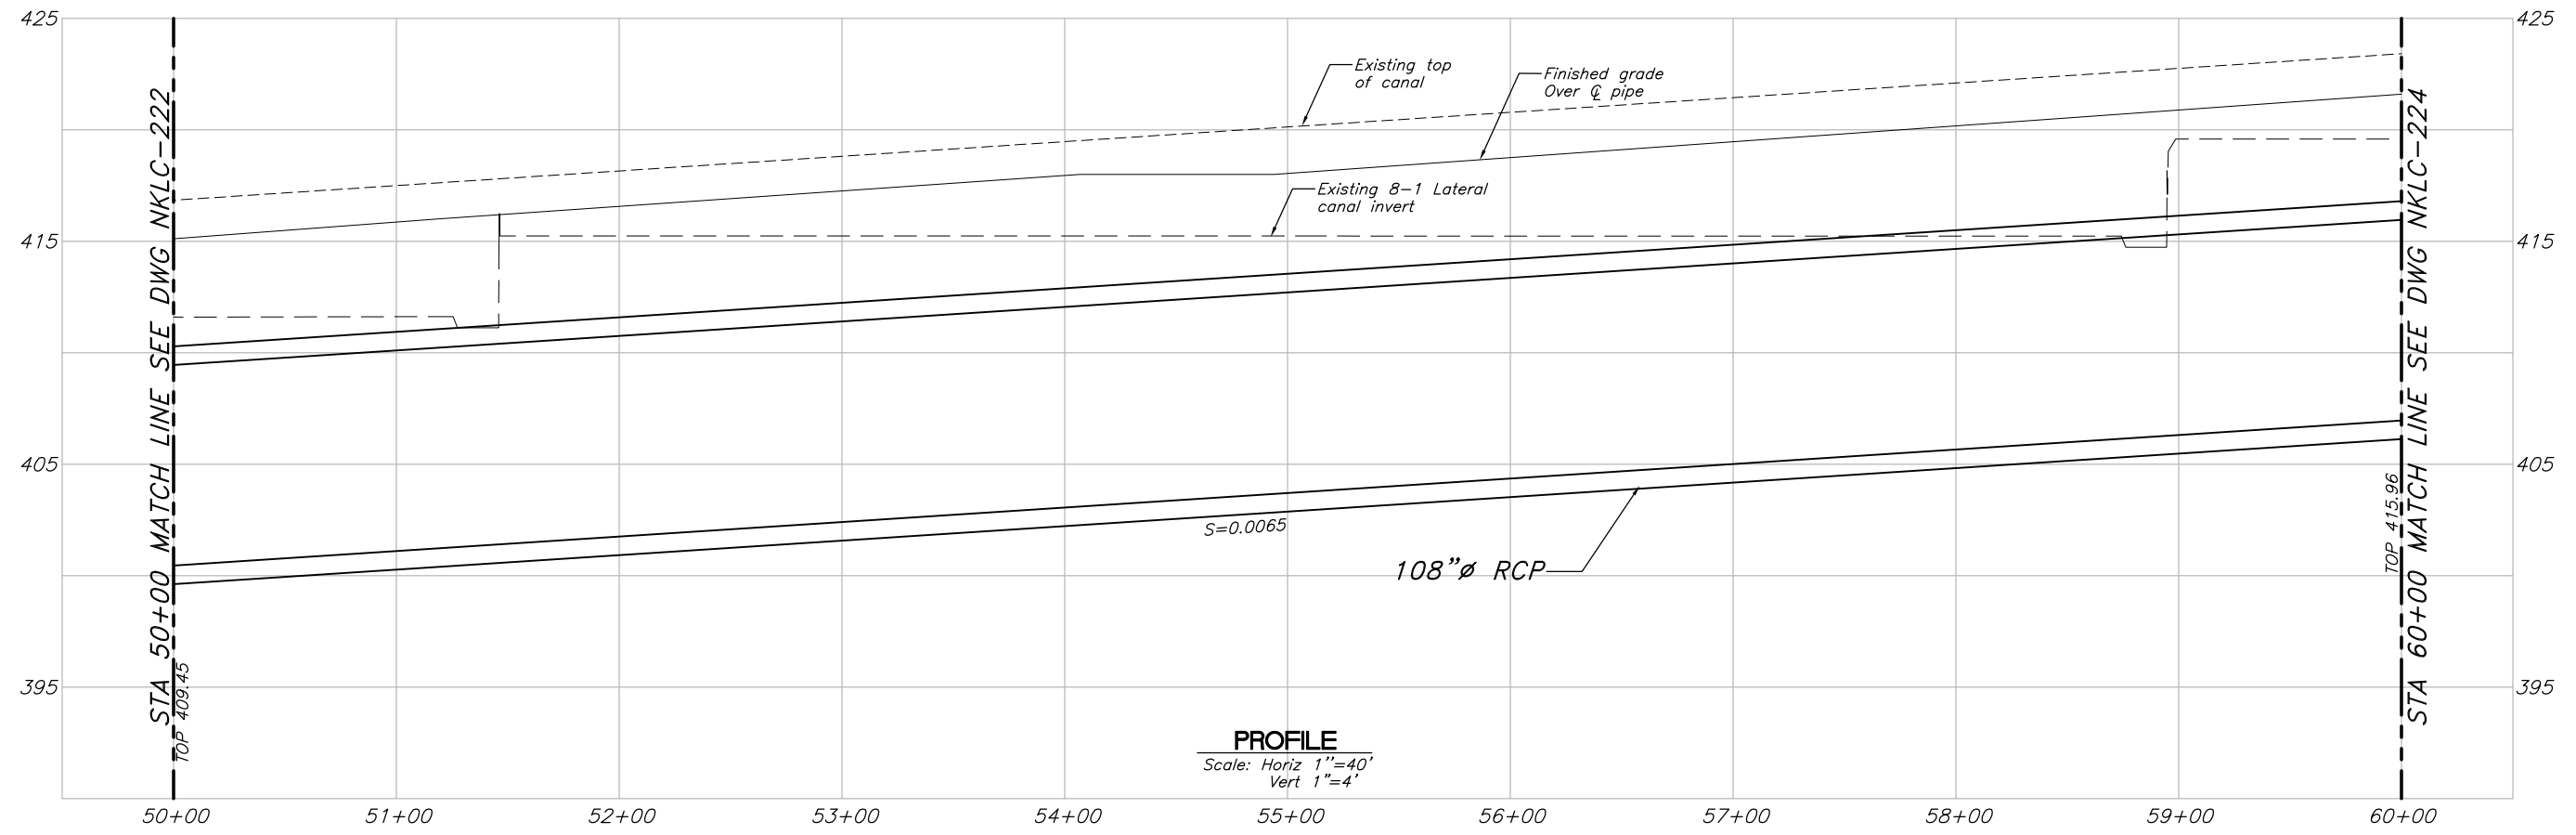 425
425
Existing top
of canal
Finished grade
Over ℄ pipe
Existing 8-1 Lateral
canal invert
415
415
405
405
S=0.0065
108"ø RCP
395
395
STA 50+00 MATCH LINE SEE DWG NKLC-222
TOP 409.45
TOP 415.96
STA 60+00 MATCH LINE SEE DWG NKLC-224
PROFILE
Scale: Horiz 1"=40'
Vert 1"=4'
50+00 51+00 52+00 53+00 54+00 55+00 56+00 57+00 58+00 59+00 60+00